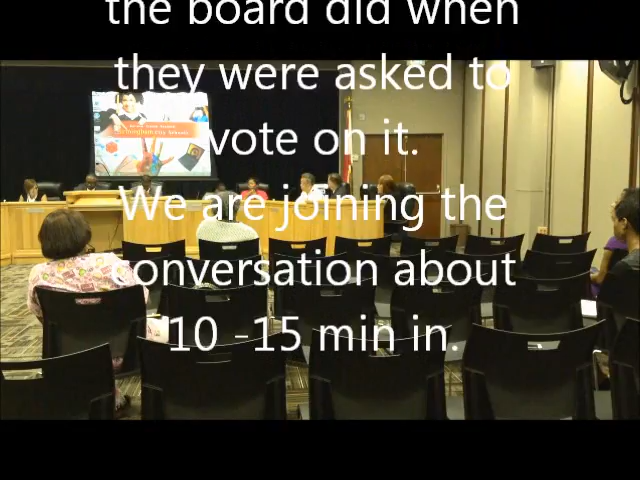 the board did when
they were asked to
vote on it.
We are joining the
conversation about
10 -15 min in.